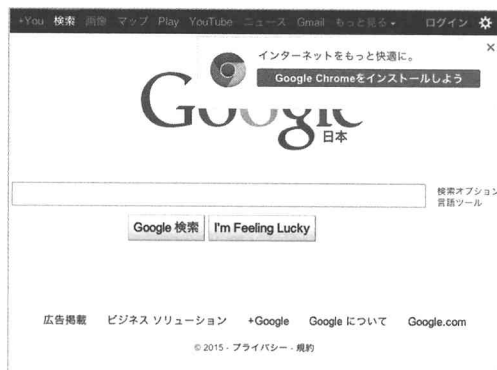 +You 検索 画像 マップ Play YouTube ニュース Gmail もっと見る ログイン
インターネットをもっと快適に。
Google Chromeをインストールしよう
Google
日本
検索オプション
言語ツール
Google 検索 I'm Feeling Lucky
広告掲載 ビジネス ソリューション +Google Google について Google.com
© 2015 - プライバシー - 規約